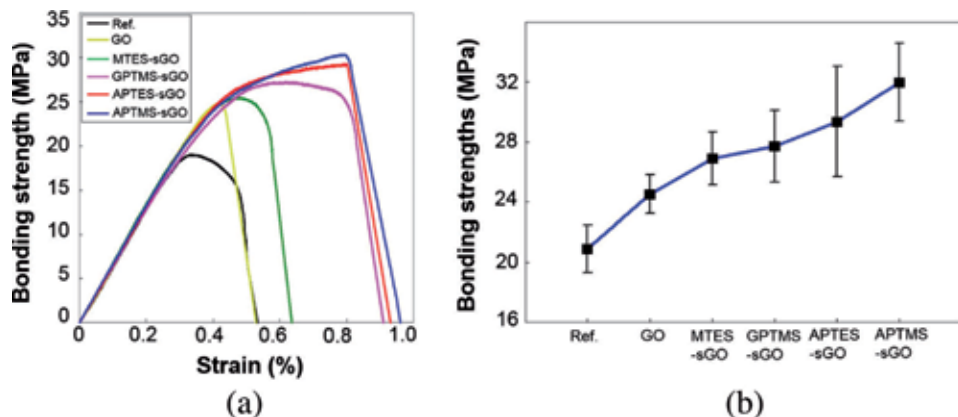 35
30
25
20
15
10
5
0
Bonding strength (MPa)
Ref.
GO
MTES-sGO
GPTMS-sGO
APTES-sGO
APTMS-sGO
0 0.2 0.4 0.6 0.8 1.0
Strain (%)
(a)
32
28
24
20
16
Bonding strengths (MPa)
Ref. GO MTES GPTMS APTES APTMS
-sGO -sGO -sGO -sGO
(b)